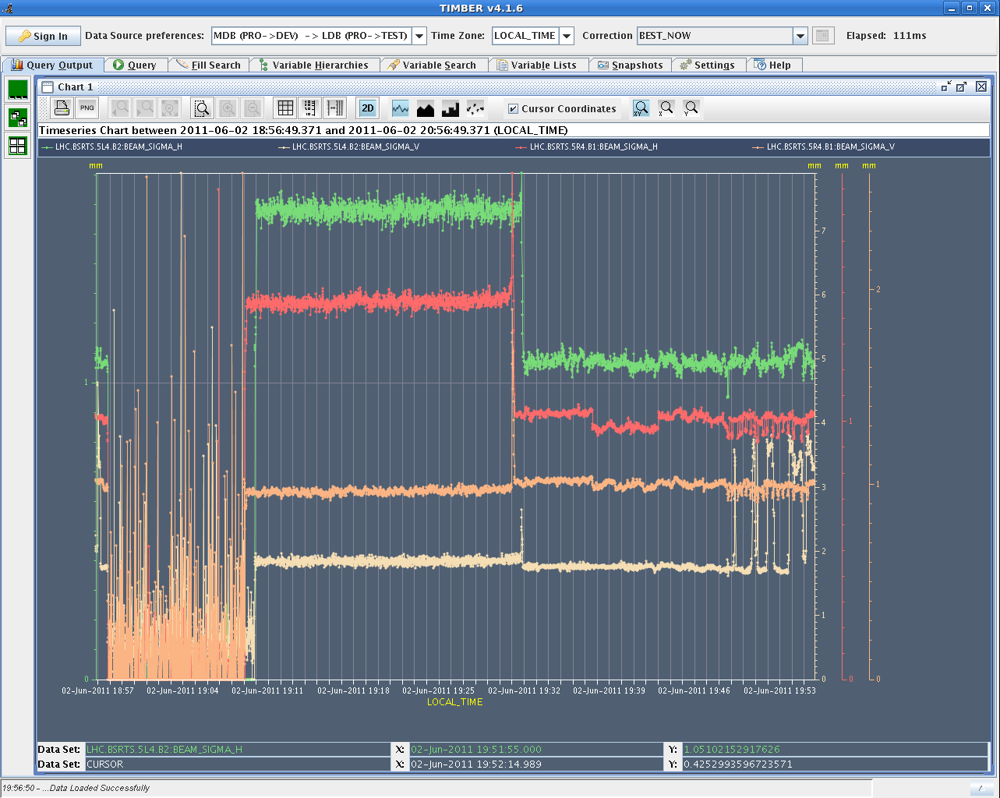 TIMBER v4.1.6
Sign In Data Source preferences: MDB (PRO->DEV) -> LDB (PRO->TEST) Time Zone: LOCAL_TIME Correction BEST_NOW Elapsed: 111ms
Query Output Query Fill Search Variable Hierarchies Variable Search Variable Lists Snapshots Settings Help
Chart 1
PNG 2D Cursor Coordinates XY X Y
Timeseries Chart between 2011-06-02 18:56:49.371 and 2011-06-02 20:56:49.371 (LOCAL_TIME)
LHC.BSRTS.5L4.B2:BEAM_SIGMA_H LHC.BSRTS.5L4.B2:BEAM_SIGMA_V LHC.BSRTS.5R4.B1:BEAM_SIGMA_H LHC.BSRTS.5R4.B1:BEAM_SIGMA_V
mm mm mm mm
7
2
6
5
1
4 1
3 1
2
1
0 0 0 0
02-Jun-2011 18:57 02-Jun-2011 19:04 02-Jun-2011 19:11 02-Jun-2011 19:18 02-Jun-2011 19:25 02-Jun-2011 19:32 02-Jun-2011 19:39 02-Jun-2011 19:46 02-Jun-2011 19:53
LOCAL_TIME
Data Set: LHC.BSRTS.5L4.B2:BEAM_SIGMA_H X: 02-Jun-2011 19:51:55.000 Y: 1.05102152917626
Data Set: CURSOR X: 02-Jun-2011 19:52:14.989 Y: 0.4252993596723571
19:56:50 - ...Data Loaded Successfully